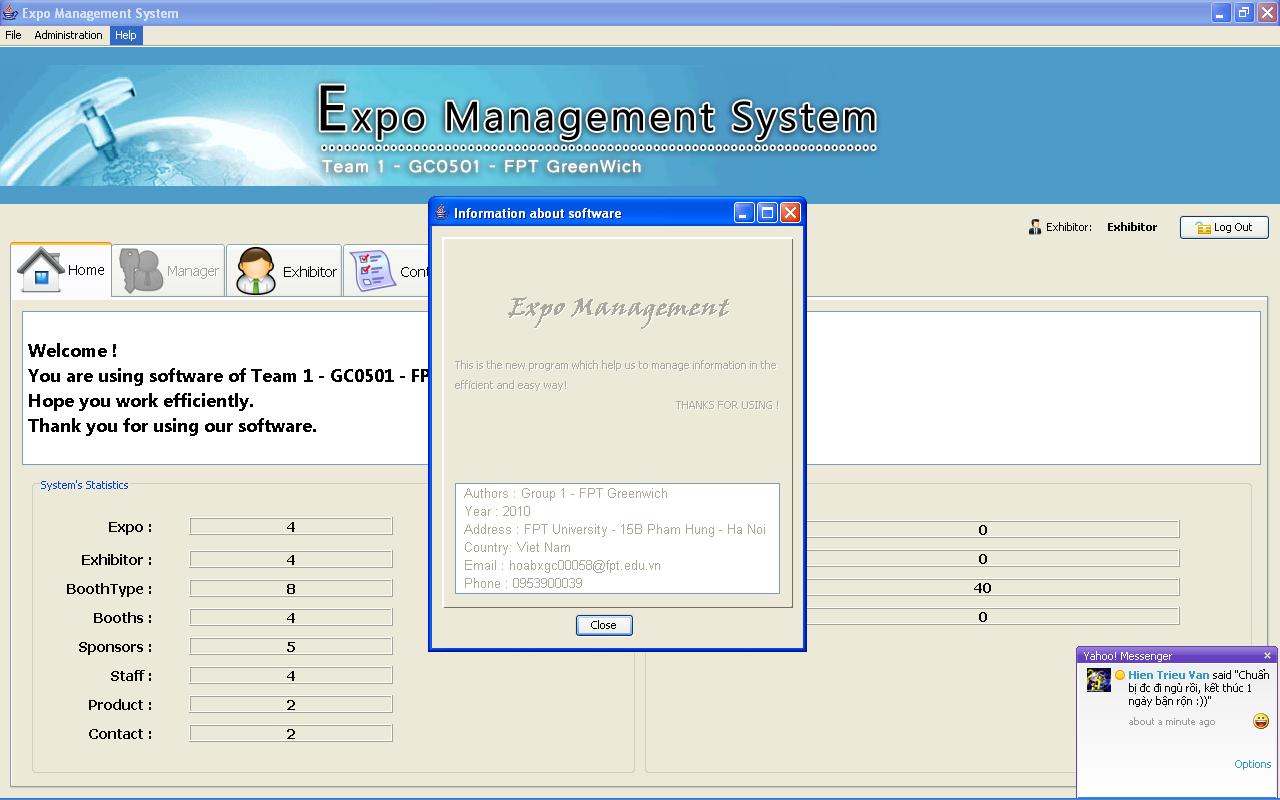 Expo Management System
File Administration Help
Expo Management System
Team 1 - GC0501 - FPT GreenWich
Exhibitor: Exhibitor Log Out
Home Manager Exhibitor
Welcome !
You are using software of Team 1 - GC0501 -
Hope you work efficiently.
Thank you for using our software.
System's Statistics
Expo : 4
Exhibitor : 4
BoothType : 8
Booths : 4
Sponsors : 5
Staff : 4
Product : 2
Contact : 2
Information about software
Expo Management
This is the new program which help us to manage information in the
efficient and easy way!
THANKS FOR USING !
Authors : Group 1 - FPT Greenwich
Year : 2010
Address : FPT University - 15B Pham Hung - Ha Noi
Country: Viet Nam
Email : hoabxgc00058@fpt.edu.vn
Phone : 0953900039
Close
0
0
40
0
Yahoo! Messenger
Hien Trieu Van said "Chuẩn
bị đc đi ngủ rồi, kết thúc 1
ngày bận rộn :))"
about a minute ago
Options